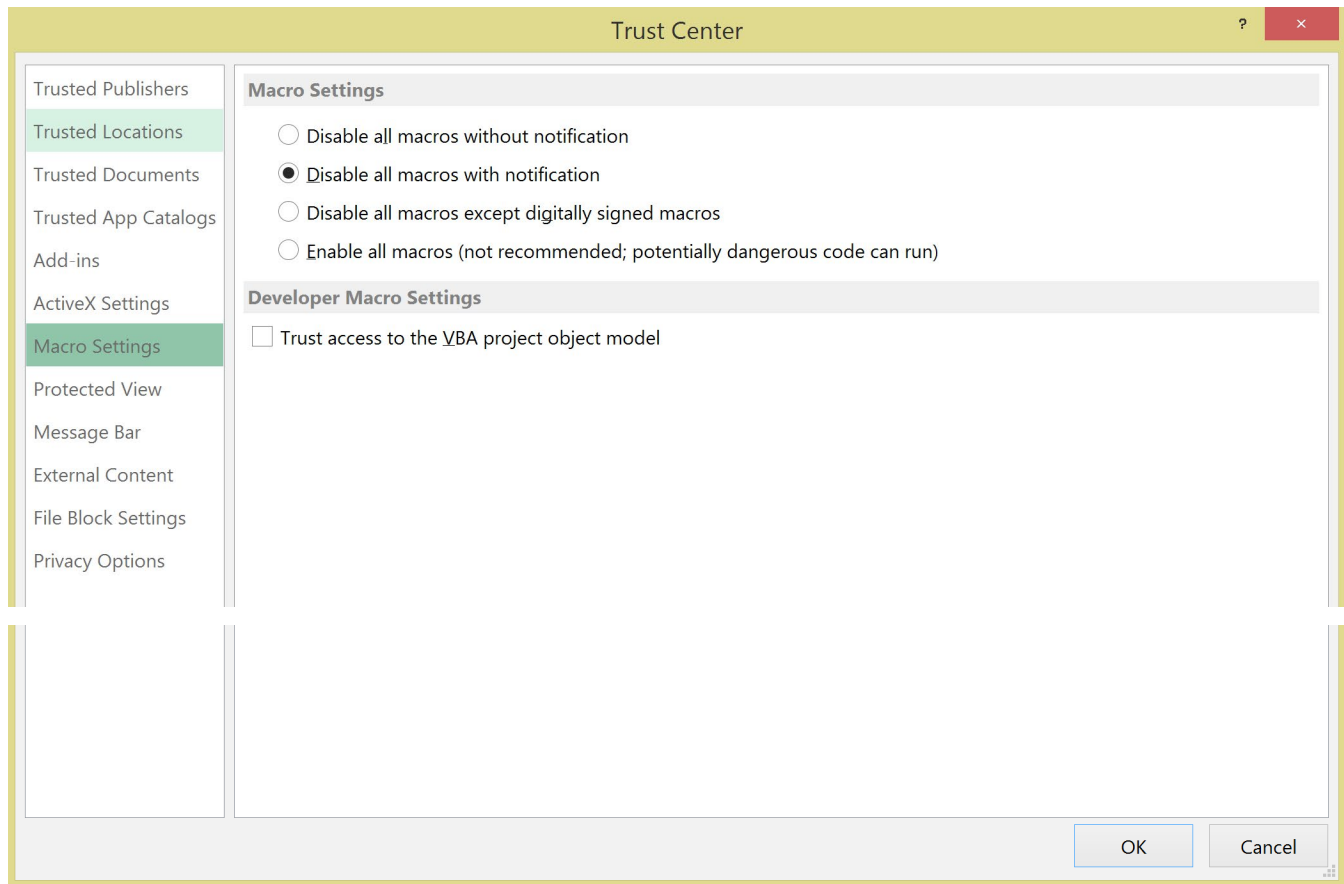 Trust Center
?
×
Trusted Publishers
Trusted Locations
Trusted Documents
Trusted App Catalogs
Add-ins
ActiveX Settings
Macro Settings
Protected View
Message Bar
External Content
File Block Settings
Privacy Options
Macro Settings
Disable all macros without notification
Disable all macros with notification
Disable all macros except digitally signed macros
Enable all macros (not recommended; potentially dangerous code can run)
Developer Macro Settings
Trust access to the VBA project object model
OK
Cancel